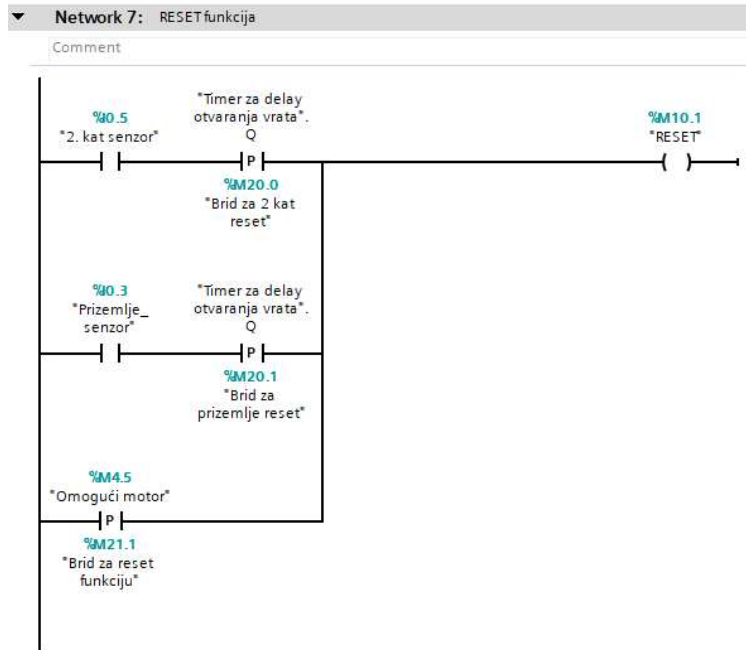 Network 7: RESET funkcija
Comment
"Timer za delay
otvaranja vrata".
Q
%I0.5
"2. kat senzor"
P
%M20.0
"Brid za 2 kat
reset"
%M10.1
"RESET"
%I0.3
"Prizemlje_
senzor"
"Timer za delay
otvaranja vrata".
Q
P
%M20.1
"Brid za
prizemlje reset"
%M4.5
"Omogući motor"
P
%M21.1
"Brid za reset
funkciju"